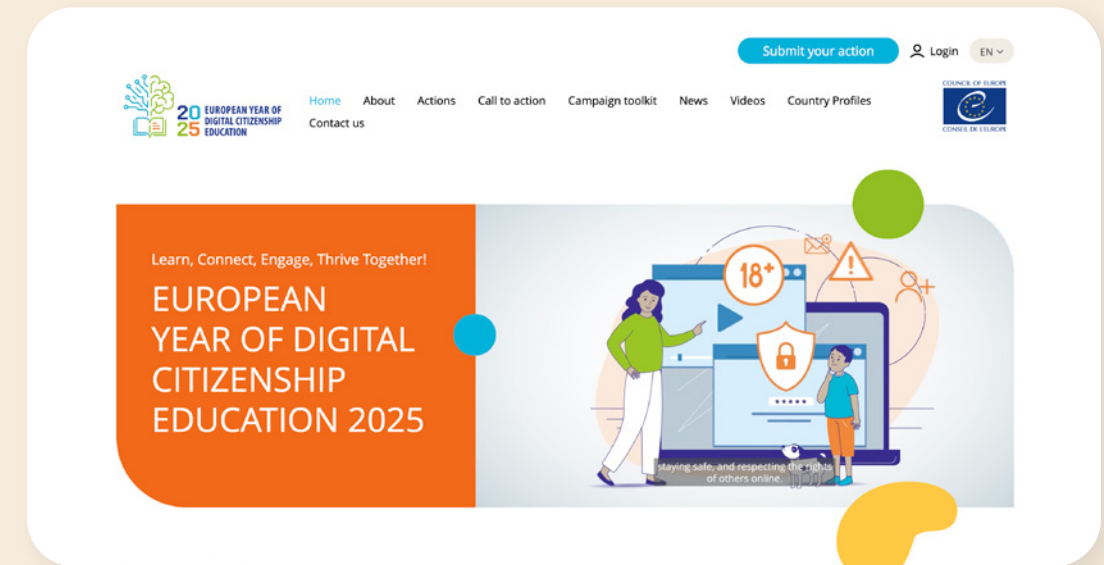 Submit your action
Login
EN
COUNCIL OF EUROPE
20
25
EUROPEAN YEAR OF
DIGITAL CITIZENSHIP
EDUCATION
Home About Actions Call to action Campaign toolkit News Videos Country Profiles
Contact us
CONSEIL DE L'EUROPE
Learn, Connect, Engage, Thrive Together!
EUROPEAN
YEAR OF DIGITAL
CITIZENSHIP
EDUCATION 2025
18+
*****
staying safe, and respecting the rights
of others online.